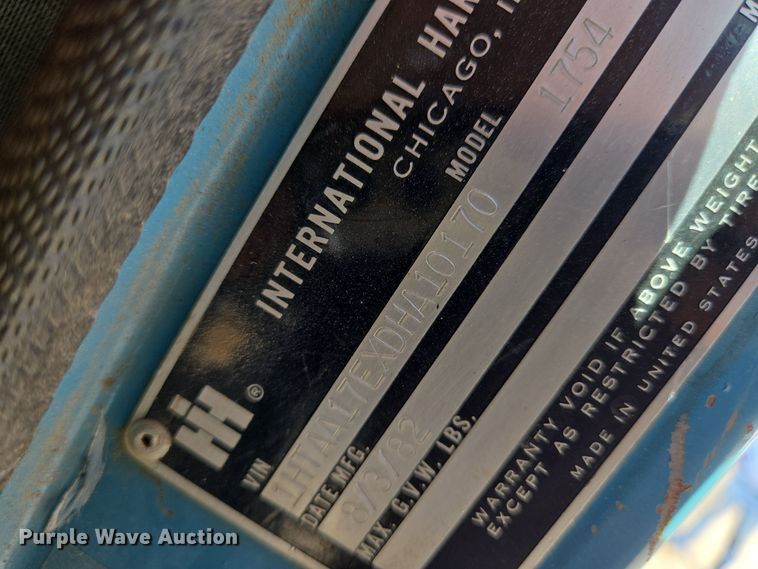 INTERNATIONAL HAR
CHICAGO, I
MODEL 1754
IH ®
VIN 1HTAA17EXDHA10170
DATE MFG. 8/3/82
MAX. G.V.W. LBS.
WARRANTY VOID IF ABOVE WEIGHT
EXCEPT AS RESTRICTED BY TIRE
MADE IN UNITED STATES
Purple Wave Auction